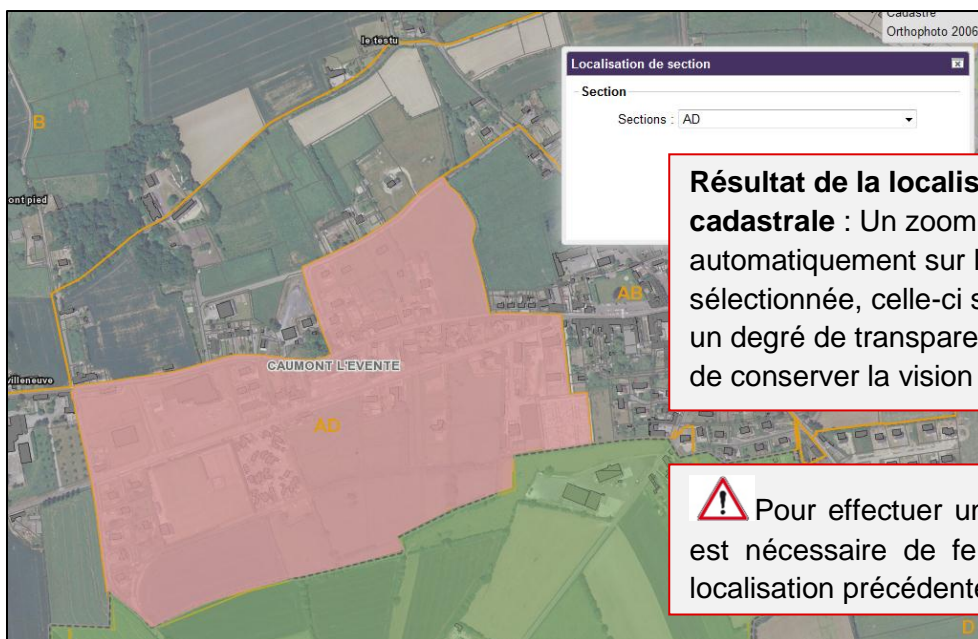 Cadastre
Orthophoto 2006
le testu
Localisation de section
Section
Sections : AD
B
ont pied
Résultat de la localis
cadastrale : Un zoom
automatiquement sur l
sélectionnée, celle-ci s
un degré de transpare
de conserver la vision
AB
CAUMONT L'EVENTE
villeneuve
AD
Pour effectuer un
est nécessaire de fe
localisation précédente
D